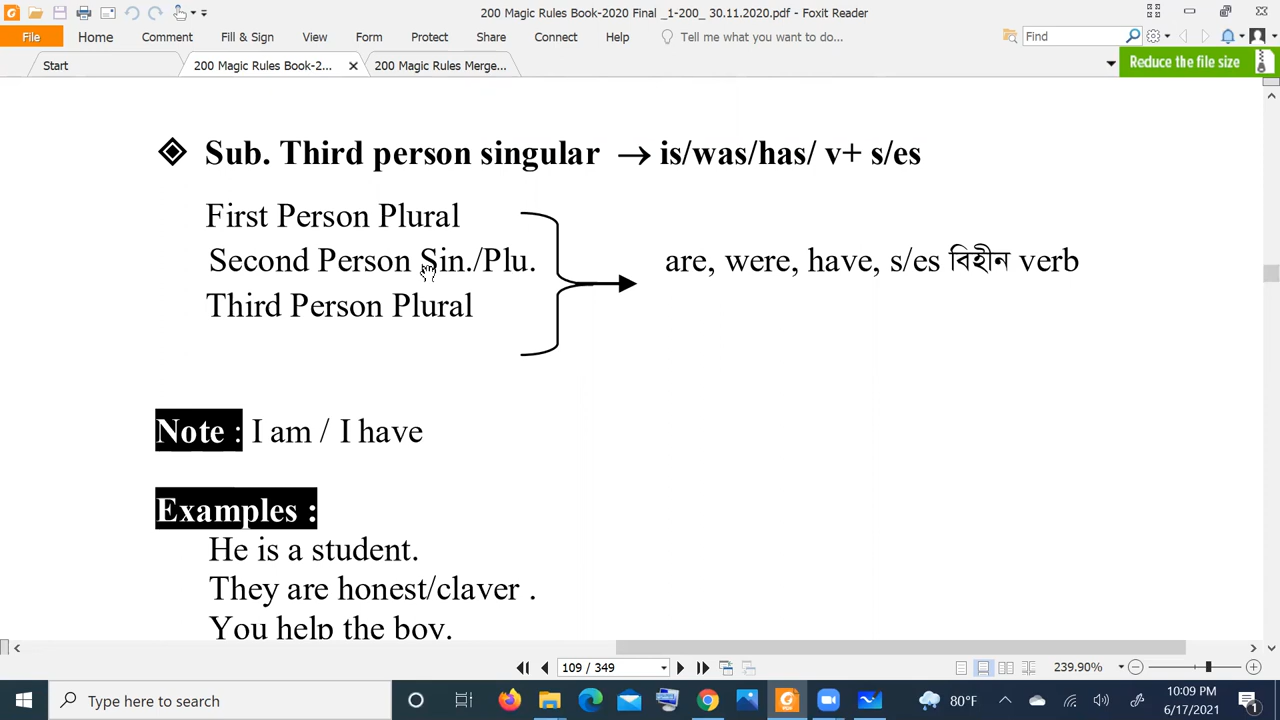 200 Magic Rules Book-2020 Final _1-200_ 30.11.2020.pdf - Foxit Reader
File Home Comment Fill & Sign View Form Protect Share Connect Help Tell me what you want to do... Find
Start 200 Magic Rules Book-2... 200 Magic Rules Merge... Reduce the file size
Sub. Third person singular → is/was/has/ v+ s/es
First Person Plural
Second Person Sin./Plu. are, were, have, s/es বিহীন verb
Third Person Plural
Note : I am / I have
Examples :
He is a student.
They are honest/claver .
You help the boy.
109 / 349 239.90%
Type here to search 80°F 10:09 PM
6/17/2021 1